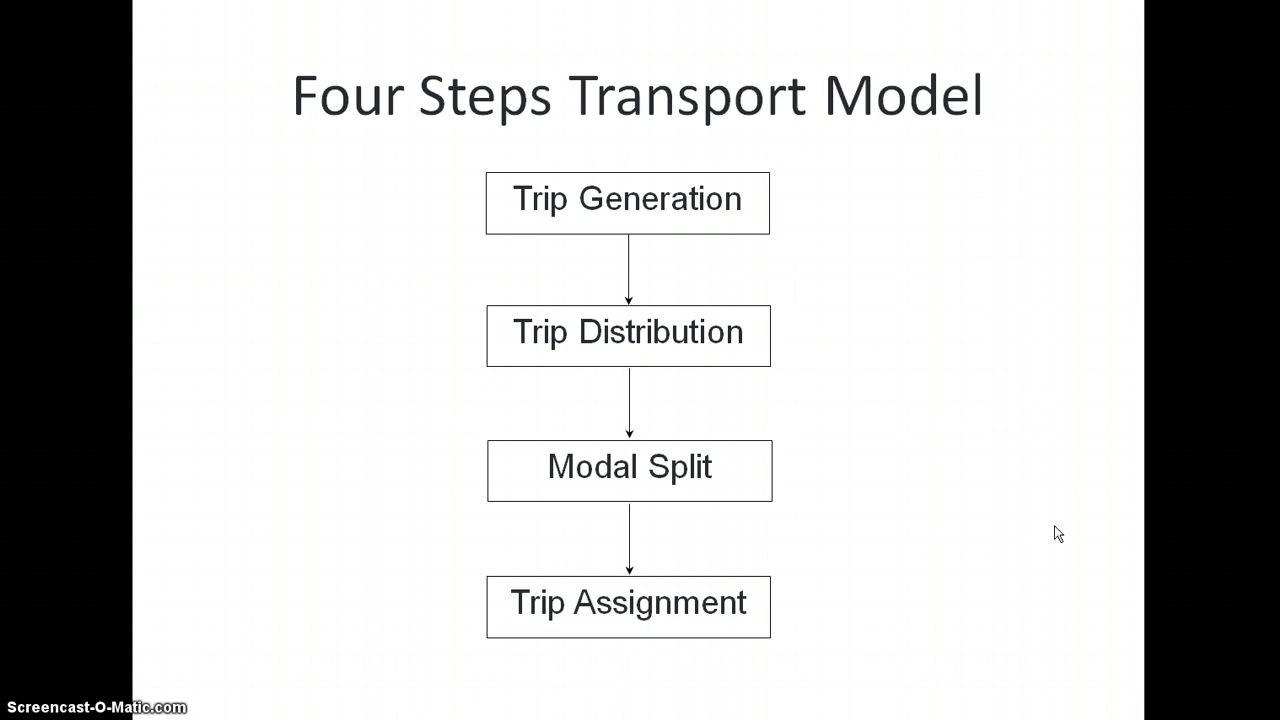 Four Steps Transport Model
Trip Generation
Trip Distribution
Modal Split
Trip Assignment
Screencast-O-Matic.com